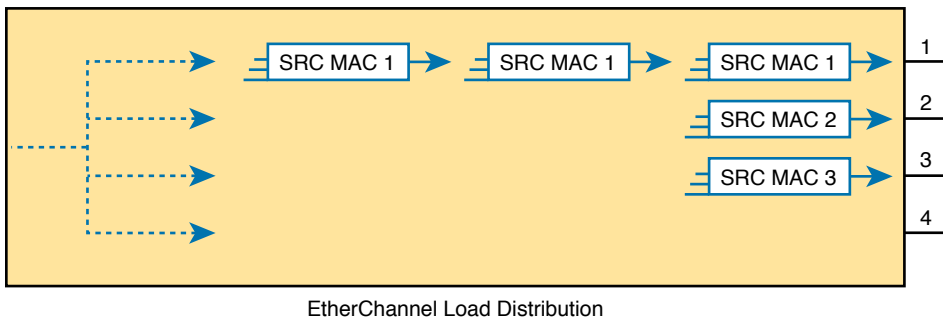 SRC MAC 1 SRC MAC 1 SRC MAC 1 1
SRC MAC 2 2
SRC MAC 3 3
4
EtherChannel Load Distribution